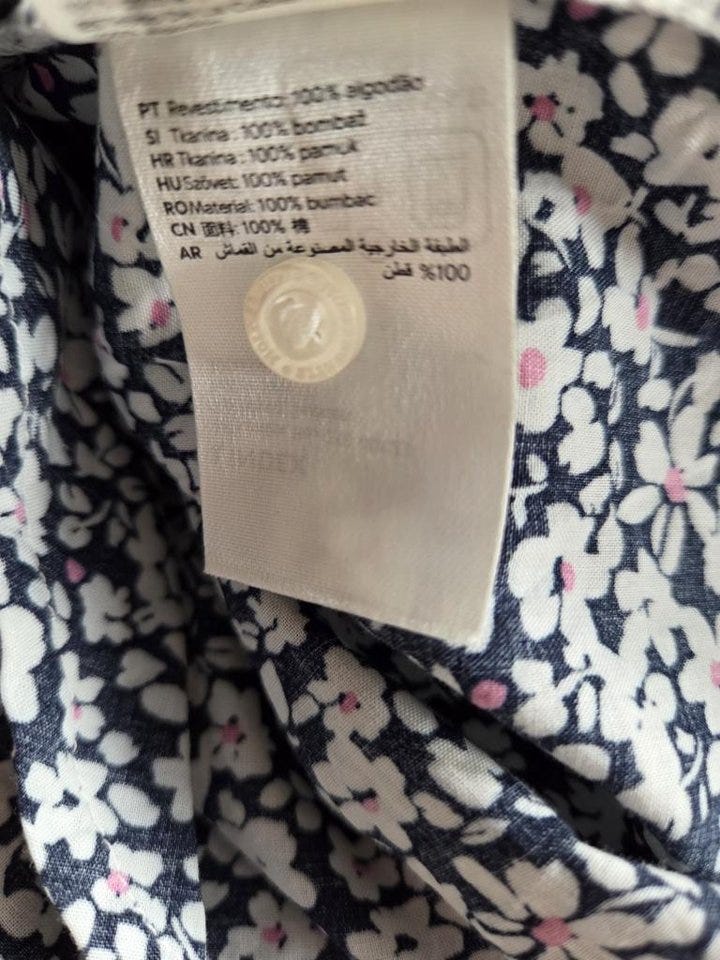 PT Revestimento: 100% algodão
SI Tkanina: 100% bombaž
HR Tkanina: 100% pamuk
HU Szövet: 100% pamut
RO Material: 100% bumbac
CN 面料: 100% 棉
AR الطبقة الخارجية المصنوعة من القماش
100% قطن